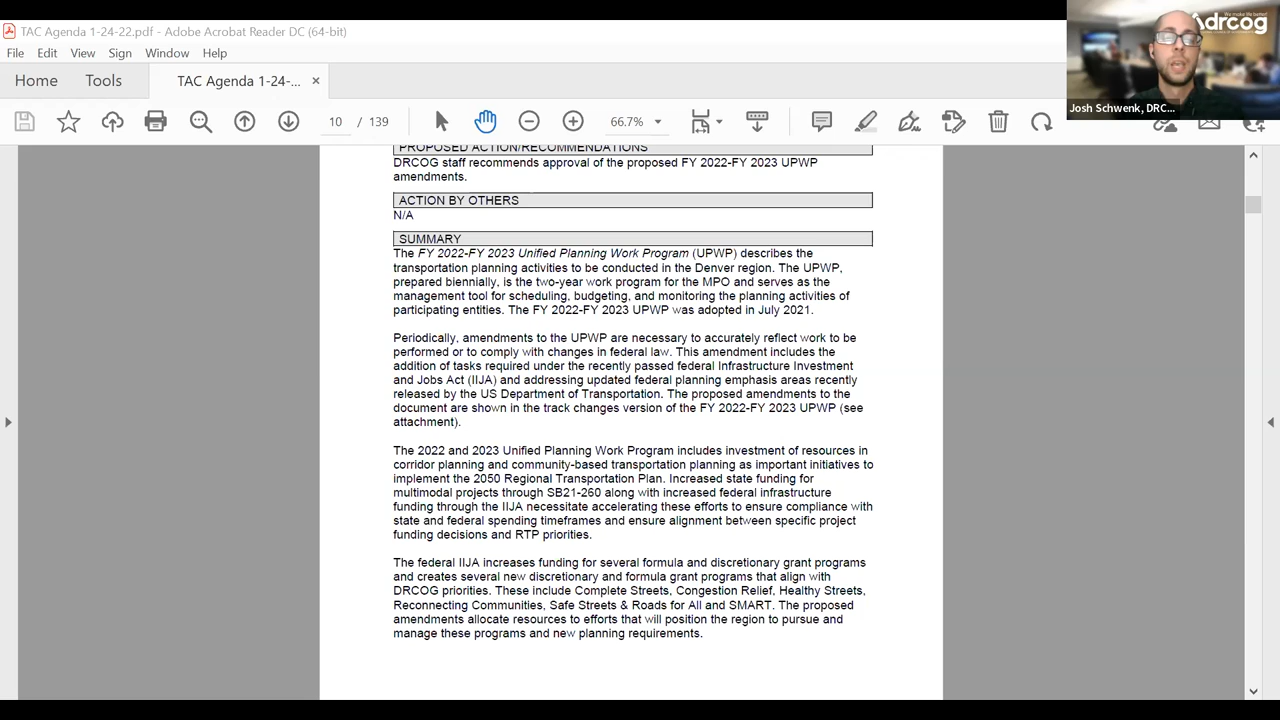 TAC Agenda 1-24-22.pdf - Adobe Acrobat Reader DC (64-bit)
File Edit View Sign Window Help
Home Tools TAC Agenda 1-24-... ×
10 / 139 66.7%
drcog
We make life better!
Josh Schwenk, DRC...
PROPOSED ACTION/RECOMMENDATIONS
DRCOG staff recommends approval of the proposed FY 2022-FY 2023 UPWP
amendments.
ACTION BY OTHERS
N/A
SUMMARY
The FY 2022-FY 2023 Unified Planning Work Program (UPWP) describes the
transportation planning activities to be conducted in the Denver region. The UPWP,
prepared biennially, is the two-year work program for the MPO and serves as the
management tool for scheduling, budgeting, and monitoring the planning activities of
participating entities. The FY 2022-FY 2023 UPWP was adopted in July 2021.
Periodically, amendments to the UPWP are necessary to accurately reflect work to be
performed or to comply with changes in federal law. This amendment includes the
addition of tasks required under the recently passed federal Infrastructure Investment
and Jobs Act (IIJA) and addressing updated federal planning emphasis areas recently
released by the US Department of Transportation. The proposed amendments to the
document are shown in the track changes version of the FY 2022-FY 2023 UPWP (see
attachment).
The 2022 and 2023 Unified Planning Work Program includes investment of resources in
corridor planning and community-based transportation planning as important initiatives to
implement the 2050 Regional Transportation Plan. Increased state funding for
multimodal projects through SB21-260 along with increased federal infrastructure
funding through the IIJA necessitate accelerating these efforts to ensure compliance with
state and federal spending timeframes and ensure alignment between specific project
funding decisions and RTP priorities.
The federal IIJA increases funding for several formula and discretionary grant programs
and creates several new discretionary and formula grant programs that align with
DRCOG priorities. These include Complete Streets, Congestion Relief, Healthy Streets,
Reconnecting Communities, Safe Streets & Roads for All and SMART. The proposed
amendments allocate resources to efforts that will position the region to pursue and
manage these programs and new planning requirements.